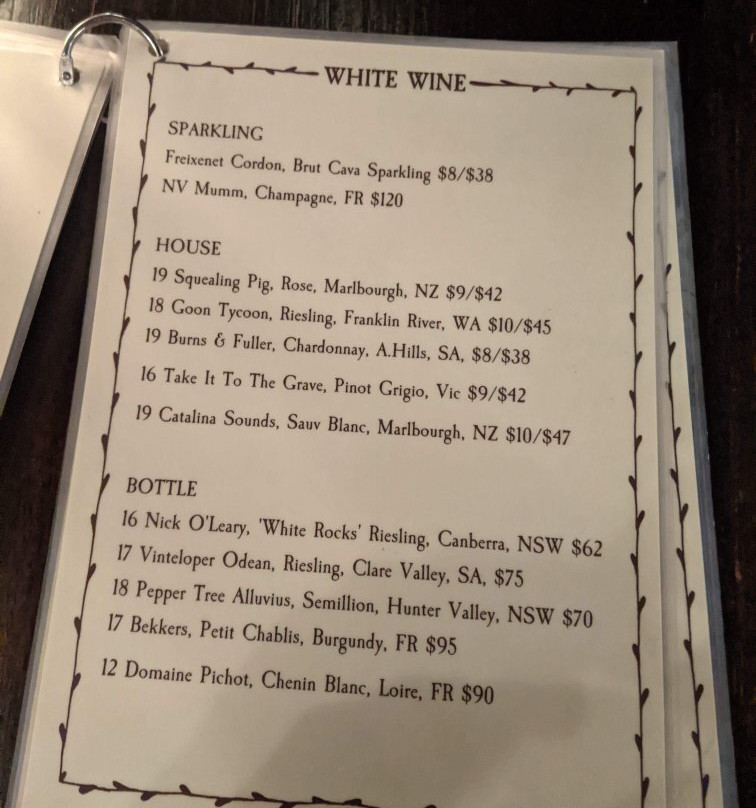 WHITE WINE
SPARKLING
Freixenet Cordon, Brut Cava Sparkling $8/$38
NV Mumm, Champagne, FR $120
HOUSE
19 Squealing Pig, Rose, Marlbourgh, NZ $9/$42
18 Goon Tycoon, Riesling, Franklin River, WA $10/$45
19 Burns & Fuller, Chardonnay, A.Hills, SA, $8/$38
16 Take It To The Grave, Pinot Grigio, Vic $9/$42
19 Catalina Sounds, Sauv Blanc, Marlbourgh, NZ $10/$47
BOTTLE
16 Nick O'Leary, 'White Rocks' Riesling, Canberra, NSW $62
17 Vinteloper Odean, Riesling, Clare Valley, SA, $75
18 Pepper Tree Alluvius, Semillion, Hunter Valley, NSW $70
17 Bekkers, Petit Chablis, Burgundy, FR $95
12 Domaine Pichot, Chenin Blanc, Loire, FR $90